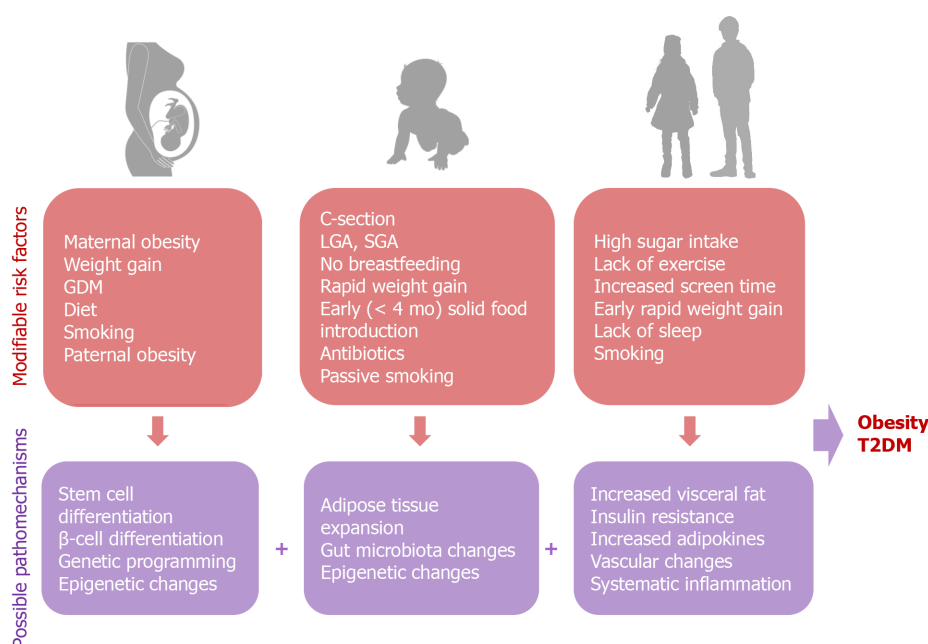 Modifiable risk factors
Maternal obesity
Weight gain
GDM
Diet
Smoking
Paternal obesity
C-section
LGA, SGA
No breastfeeding
Rapid weight gain
Early (< 4 mo) solid food
introduction
Antibiotics
Passive smoking
High sugar intake
Lack of exercise
Increased screen time
Early rapid weight gain
Lack of sleep
Smoking
Possible pathomechanisms
Stem cell
differentiation
β-cell differentiation
Genetic programming
Epigenetic changes
+
Adipose tissue
expansion
Gut microbiota changes
Epigenetic changes
+
Increased visceral fat
Insulin resistance
Increased adipokines
Vascular changes
Systematic inflammation
Obesity
T2DM